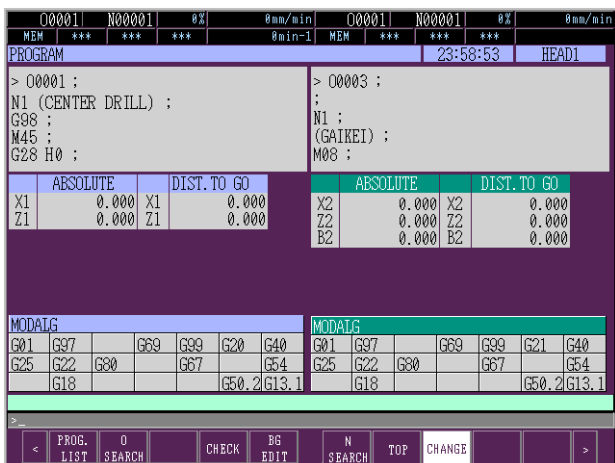 O0001 N00001 0% 0mm/min O0001 N00001 0% 0mm/min
MEM *** *** *** 0min-1 MEM *** *** ***
PROGRAM 23:58:53 HEAD1
> O0001 ;
N1 (CENTER DRILL) ;
G98 ;
M45 ;
G28 H0 ;
> O0003 ;
;
N1 ;
(GAIKEI) ;
M08 ;
ABSOLUTE DIST.TO GO
X1 0.000 X1 0.000
Z1 0.000 Z1 0.000
ABSOLUTE DIST.TO GO
X2 0.000 X2 0.000
Z2 0.000 Z2 0.000
B2 0.000 B2 0.000
MODALG
G01 G97 G69 G99 G20 G40
G25 G22 G80 G67 G54
G18 G50.2 G13.1
MODALG
G01 G97 G69 G99 G21 G40
G25 G22 G80 G67 G54
G18 G50.2 G13.1
>_
< PROG. LIST O SEARCH CHECK BG EDIT N SEARCH TOP CHANGE >